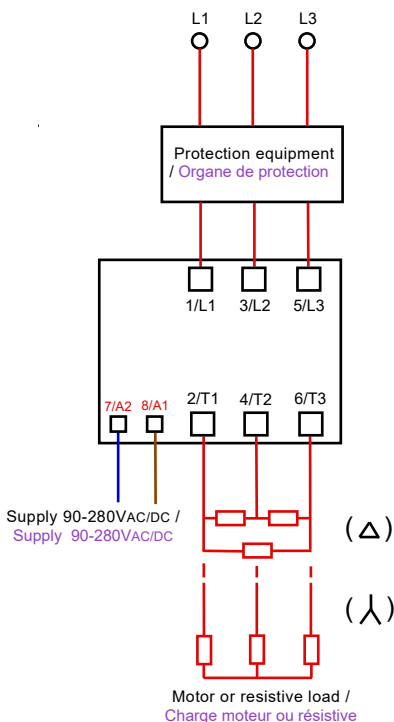 L1 L2 L3
Protection equipment
/ Organe de protection
1/L1 3/L2 5/L3
7/A2 8/A1 2/T1 4/T2 6/T3
Supply 90-280VAC/DC /
Supply 90-280VAC/DC
(△)
(⅄)
Motor or resistive load /
Charge moteur ou résistive